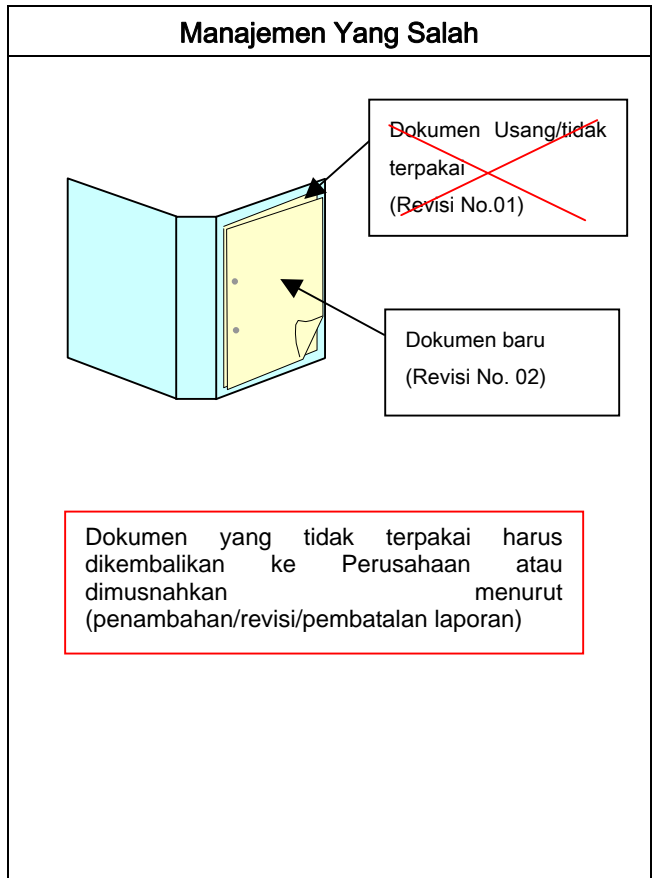 Manajemen Yang Salah
Dokumen Usang/tidak
terpakai
(Revisi No.01)
Dokumen baru
(Revisi No. 02)
Dokumen yang tidak terpakai harus
dikembalikan ke Perusahaan atau
dimusnahkan menurut
(penambahan/revisi/pembatalan laporan)